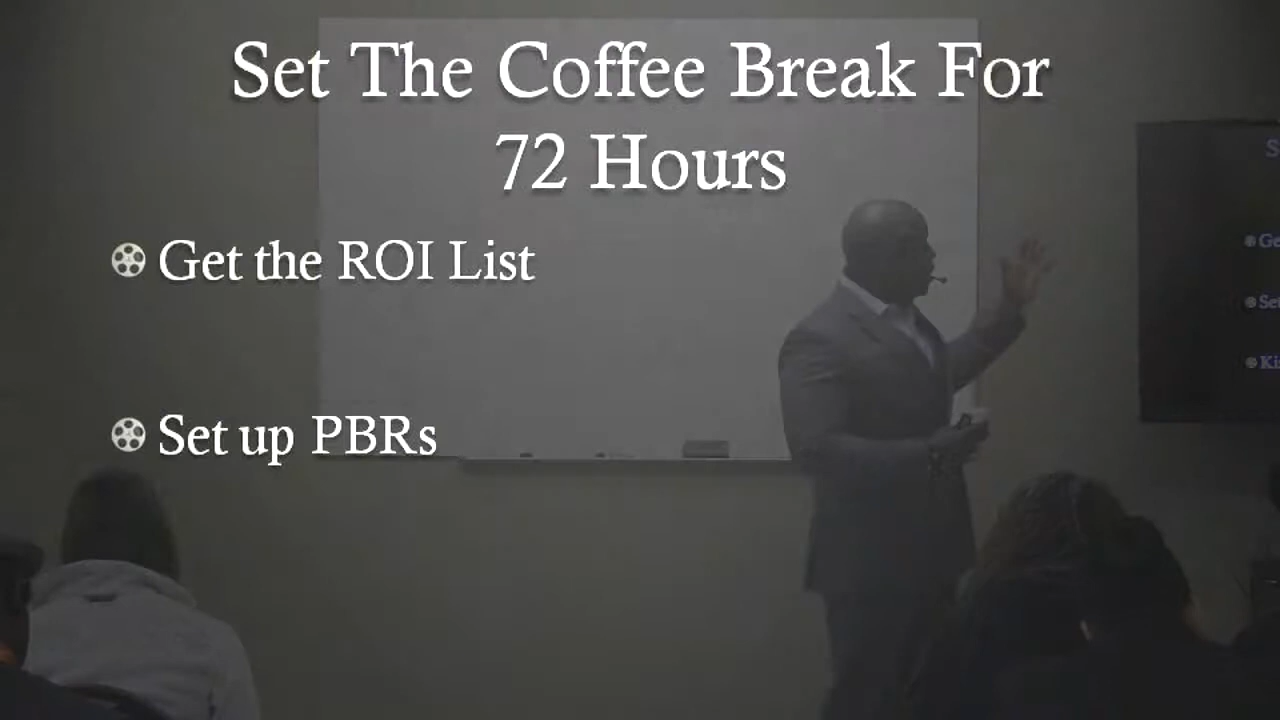 Set The Coffee Break For
72 Hours
Get the ROI List
Set up PBRs